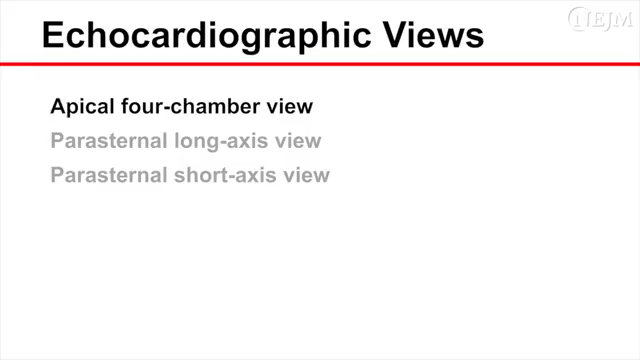 Echocardiographic Views
NEJM
Apical four-chamber view
Parasternal long-axis view
Parasternal short-axis view